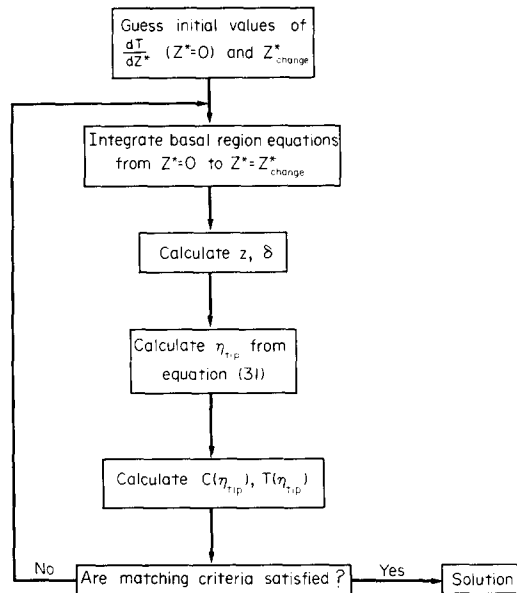 Guess initial values of
dT/dZ* (Z*=0) and Z*change
Integrate basal region equations
from Z*=0 to Z*=Z*change
Calculate z, δ
Calculate ηtip from
equation (31)
Calculate C(ηtip), T(ηtip)
No
Are matching criteria satisfied?
Yes
Solution